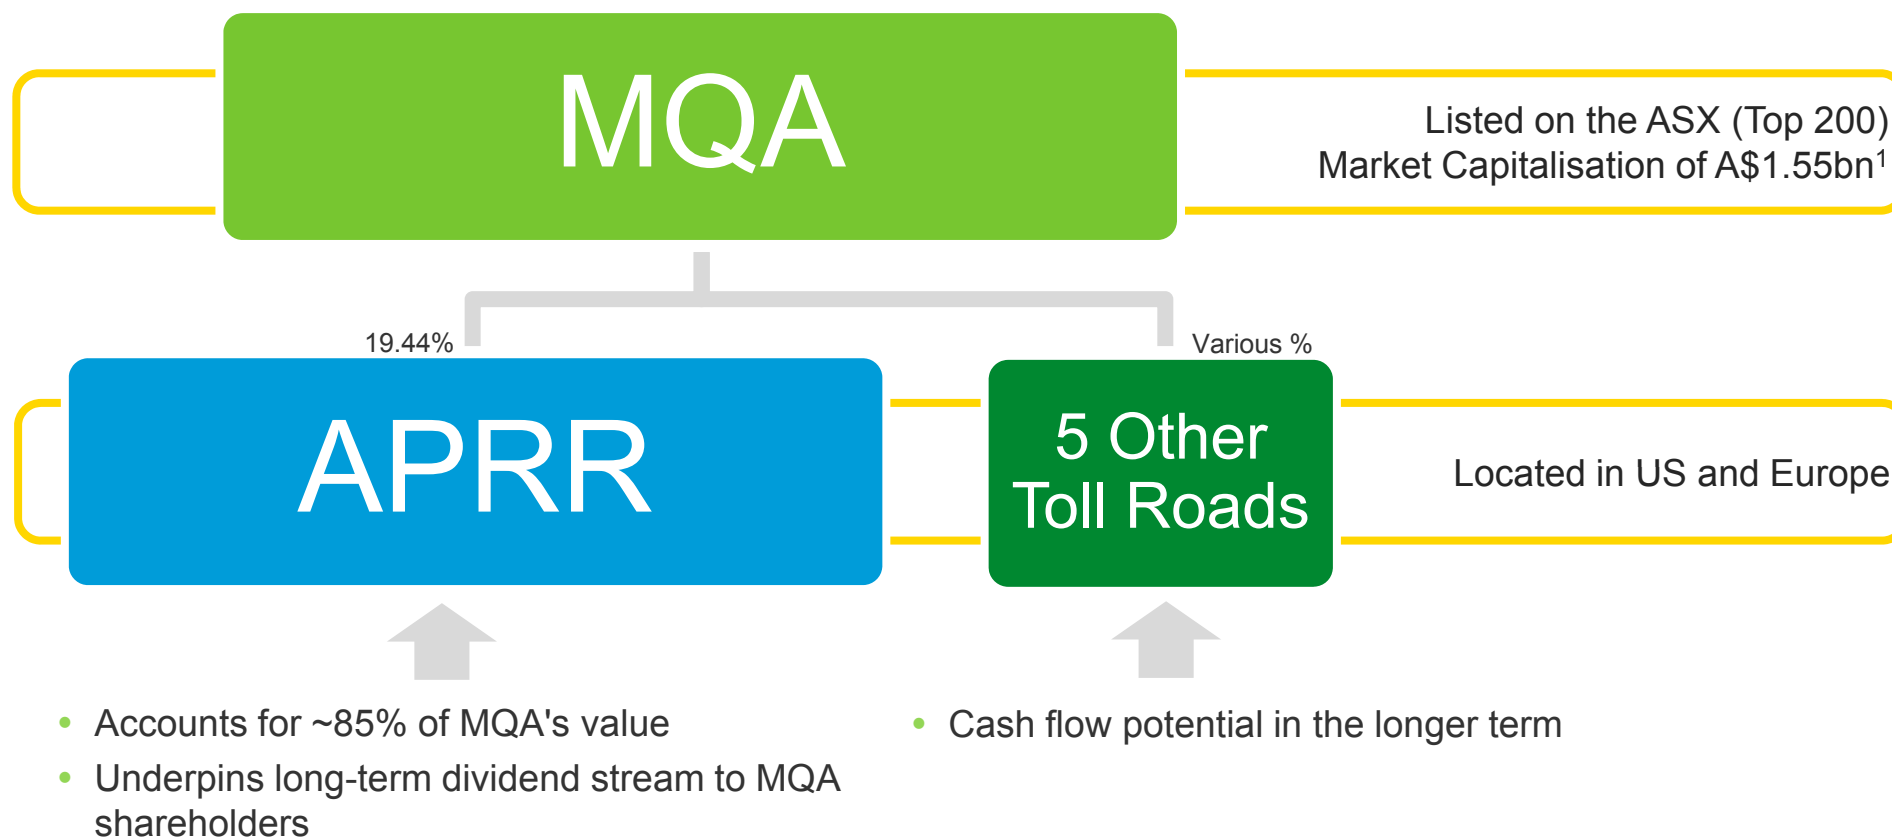 MQA
Listed on the ASX (Top 200)
Market Capitalisation of A$1.55bn¹
19.44%
Various %
APRR
5 Other
Toll Roads
Located in US and Europe
• Accounts for ~85% of MQA's value
• Underpins long-term dividend stream to MQA
shareholders
• Cash flow potential in the longer term